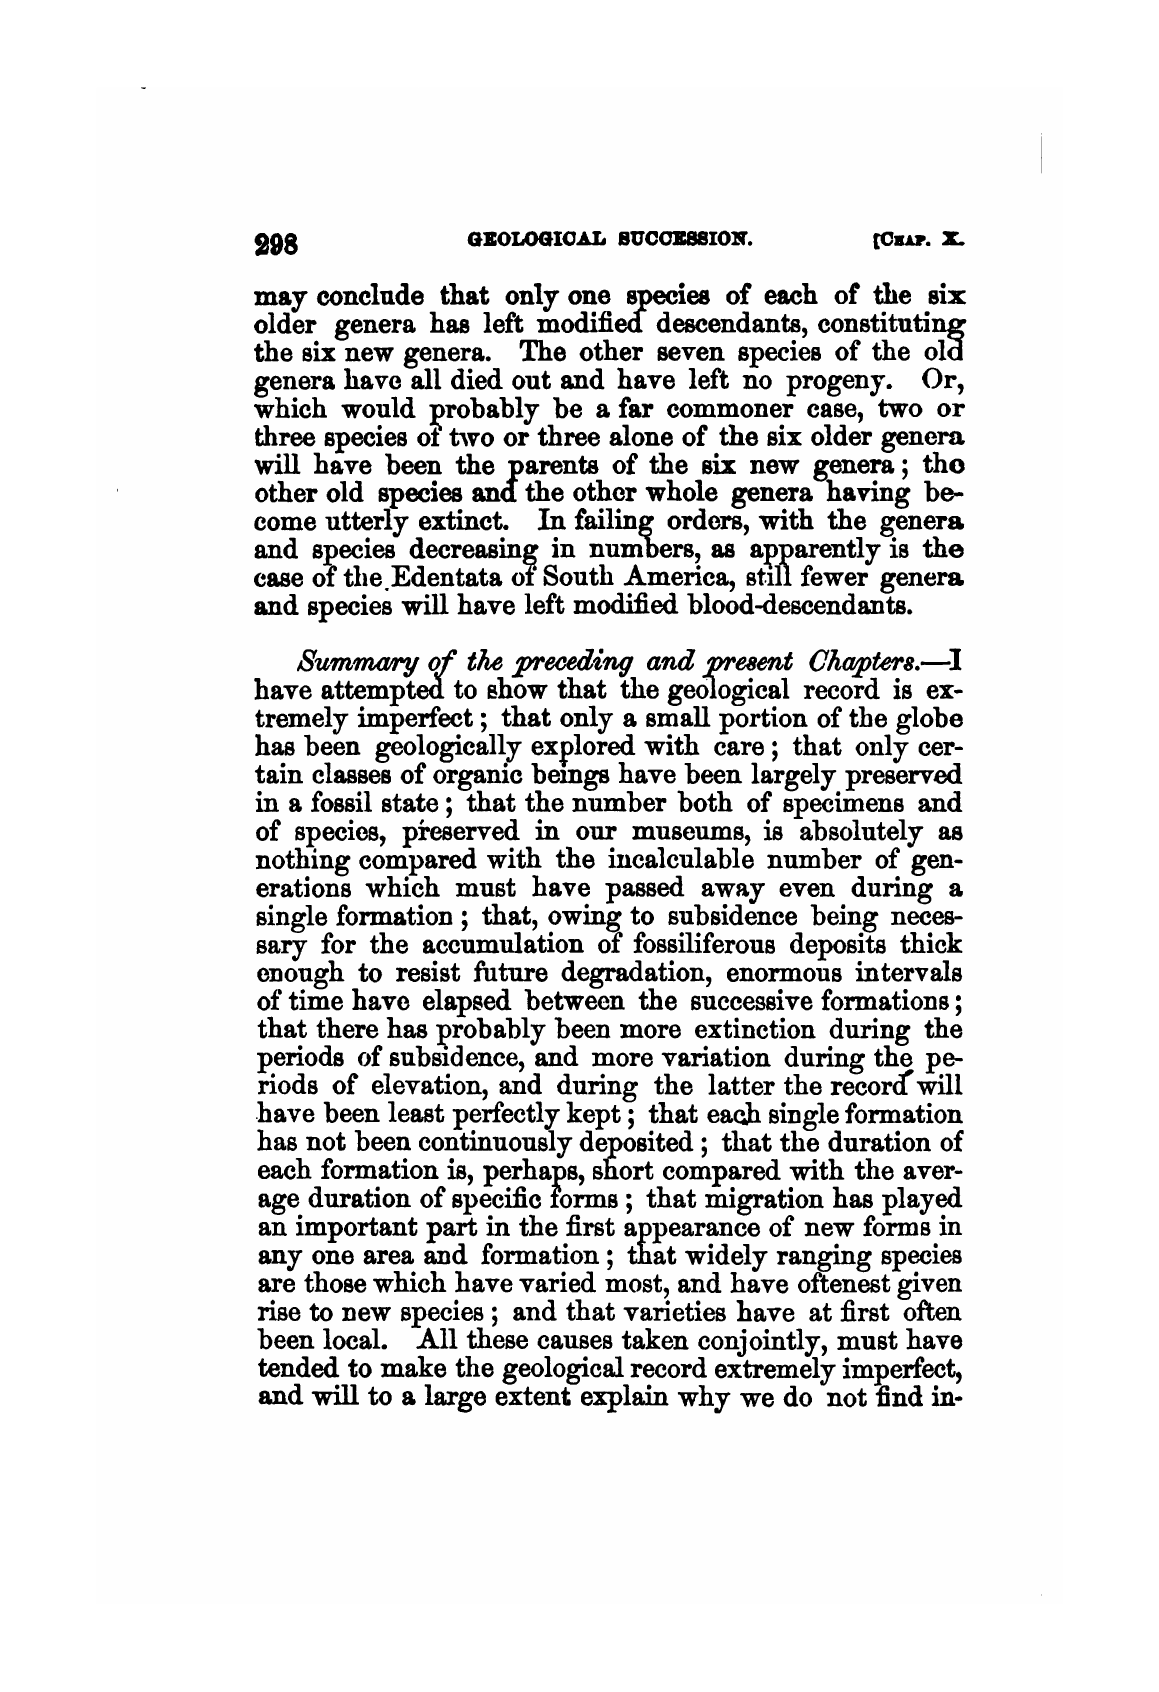 298 GEOLOGICAL SUCCESSION. [CHAP. X.
may conclude that only one species of each of the six
older genera has left modified descendants, constituting
the six new genera. The other seven species of the old
genera have all died out and have left no progeny. Or,
which would probably be a far commoner case, two or
three species of two or three alone of the six older genera
will have been the parents of the six new genera; the
other old species and the other whole genera having be-
come utterly extinct. In failing orders, with the genera
and species decreasing in numbers, as apparently is the
case of the Edentata of South America, still fewer genera
and species will have left modified blood-descendants.
Summary of the preceding and present Chapters.—I
have attempted to show that the geological record is ex-
tremely imperfect; that only a small portion of the globe
has been geologically explored with care; that only cer-
tain classes of organic beings have been largely preserved
in a fossil state; that the number both of specimens and
of species, preserved in our museums, is absolutely as
nothing compared with the incalculable number of gen-
erations which must have passed away even during a
single formation; that, owing to subsidence being neces-
sary for the accumulation of fossiliferous deposits thick
enough to resist future degradation, enormous intervals
of time have elapsed between the successive formations;
that there has probably been more extinction during the
periods of subsidence, and more variation during the pe-
riods of elevation, and during the latter the record will
have been least perfectly kept; that each single formation
has not been continuously deposited; that the duration of
each formation is, perhaps, short compared with the aver-
age duration of specific forms; that migration has played
an important part in the first appearance of new forms in
any one area and formation; that widely ranging species
are those which have varied most, and have oftenest given
rise to new species; and that varieties have at first often
been local. All these causes taken conjointly, must have
tended to make the geological record extremely imperfect,
and will to a large extent explain why we do not find in-